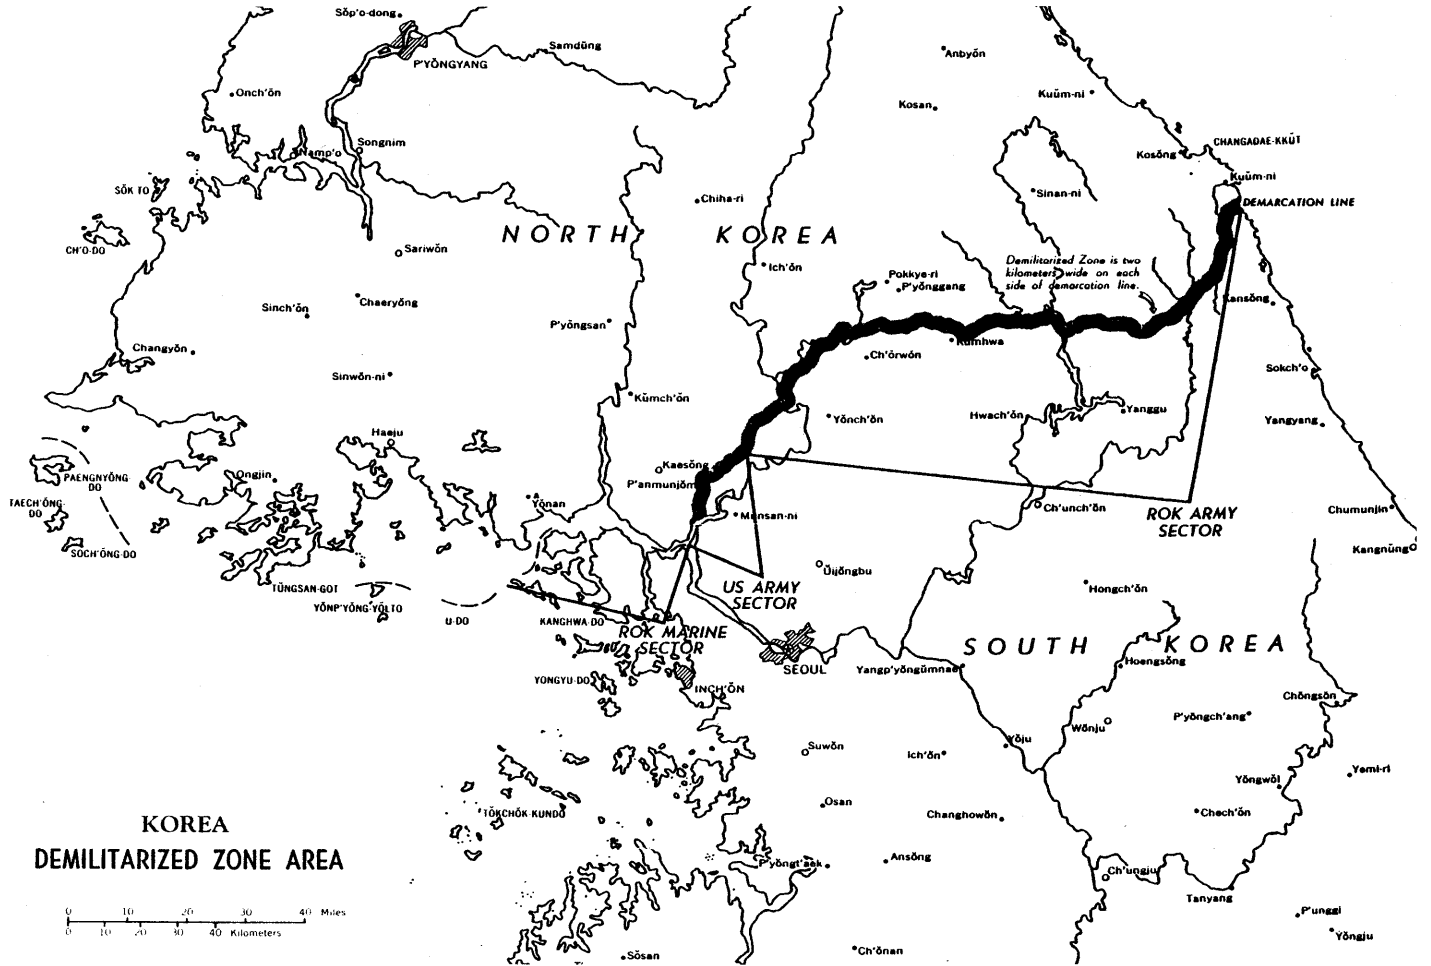 Sŏp'o-dong
P'YŎNGYANG
Samdŭng
Anbyŏn
Onch'ŏn
Kosan
Kuŭm-ni
Songnim
Namp'o
CHANGADAE-KKŬT
Kosŏng
Kuŭm-ni
SŎK TO
Chiha-ri
Sinan-ni
DEMARCATION LINE
NORTH KOREA
CH'O-DO
Sariwŏn
Ich'ŏn
Demilitarized Zone is two
kilometers wide on each
side of demarcation line.
Pokkye-ri
P'yŏnggang
Kansŏng
Sinch'ŏn
Chaeryŏng
P'yŏngsan
Changyŏn
Kŭmhwa
Ch'ŏrwŏn
Sokch'o
Sinwŏn-ni
Kŭmch'ŏn
Yŏnch'ŏn
Hwach'ŏn
Yanggu
Yangyang
Haeju
Kaesŏng
P'anmunjŏm
Ongjin
PAENGNYŎNG-
DO
TAECH'ŎNG-
DO
Yŏnan
Munsan-ni
Ch'unch'ŏn
ROK ARMY
SECTOR
Chumunjin
Kangnŭng
SOCH'ŎNG-DO
Ŭijŏngbu
TŬNGSAN-GOT
US ARMY
SECTOR
Hongch'ŏn
YŎNP'YŎNG-YŎLTO
U-DO
KANGHWA-DO
ROK MARINE
SECTOR
SOUTH KOREA
SEOUL
Yangp'yŏngŭmnae
Hoengsŏng
YONGYU-DO
INCH'ŎN
Chŏngsŏn
P'yŏngch'ang
Wŏnju
Suwŏn
Ich'ŏn
Yŏju
Yŏngwŏl
Yemi-ri
Osan
TŎKCHŎK-KUNDO
Changhowŏn
Chech'ŏn
KOREA
DEMILITARIZED ZONE AREA
P'yŏngt'aek
Ansŏng
Ch'ungju
Tanyang
0 10 20 30 40 Miles
0 10 20 30 40 Kilometers
P'unggi
Yŏngju
Sŏsan
Ch'ŏnan